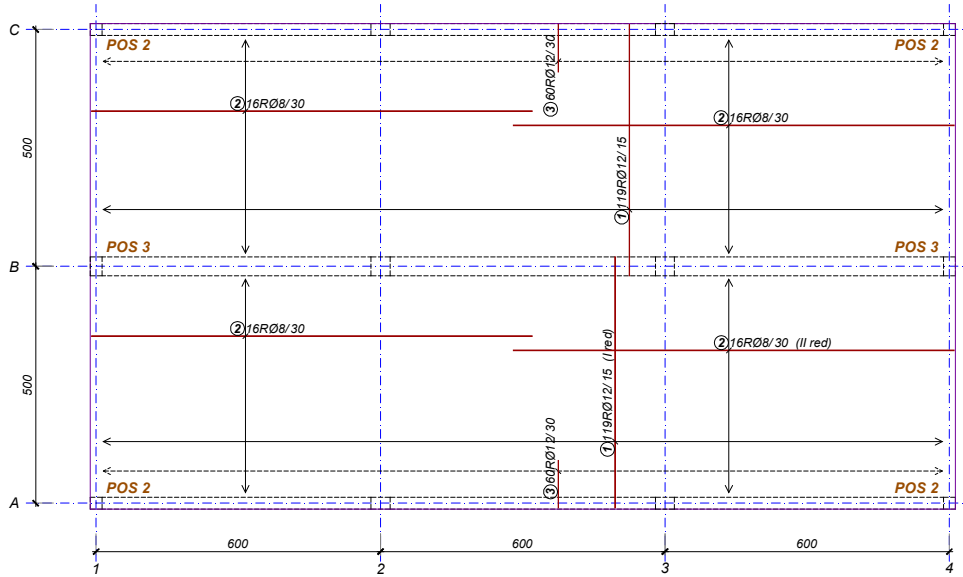 C
POS 2
POS 2
③60RØ12/30
②16RØ8/30
②16RØ8/30
500
①119RØ12/15
POS 3
POS 3
B
②16RØ8/30
②16RØ8/30 (II red)
①119RØ12/15 (I red)
500
③60RØ12/30
POS 2
POS 2
A
600
600
600
1
2
3
4